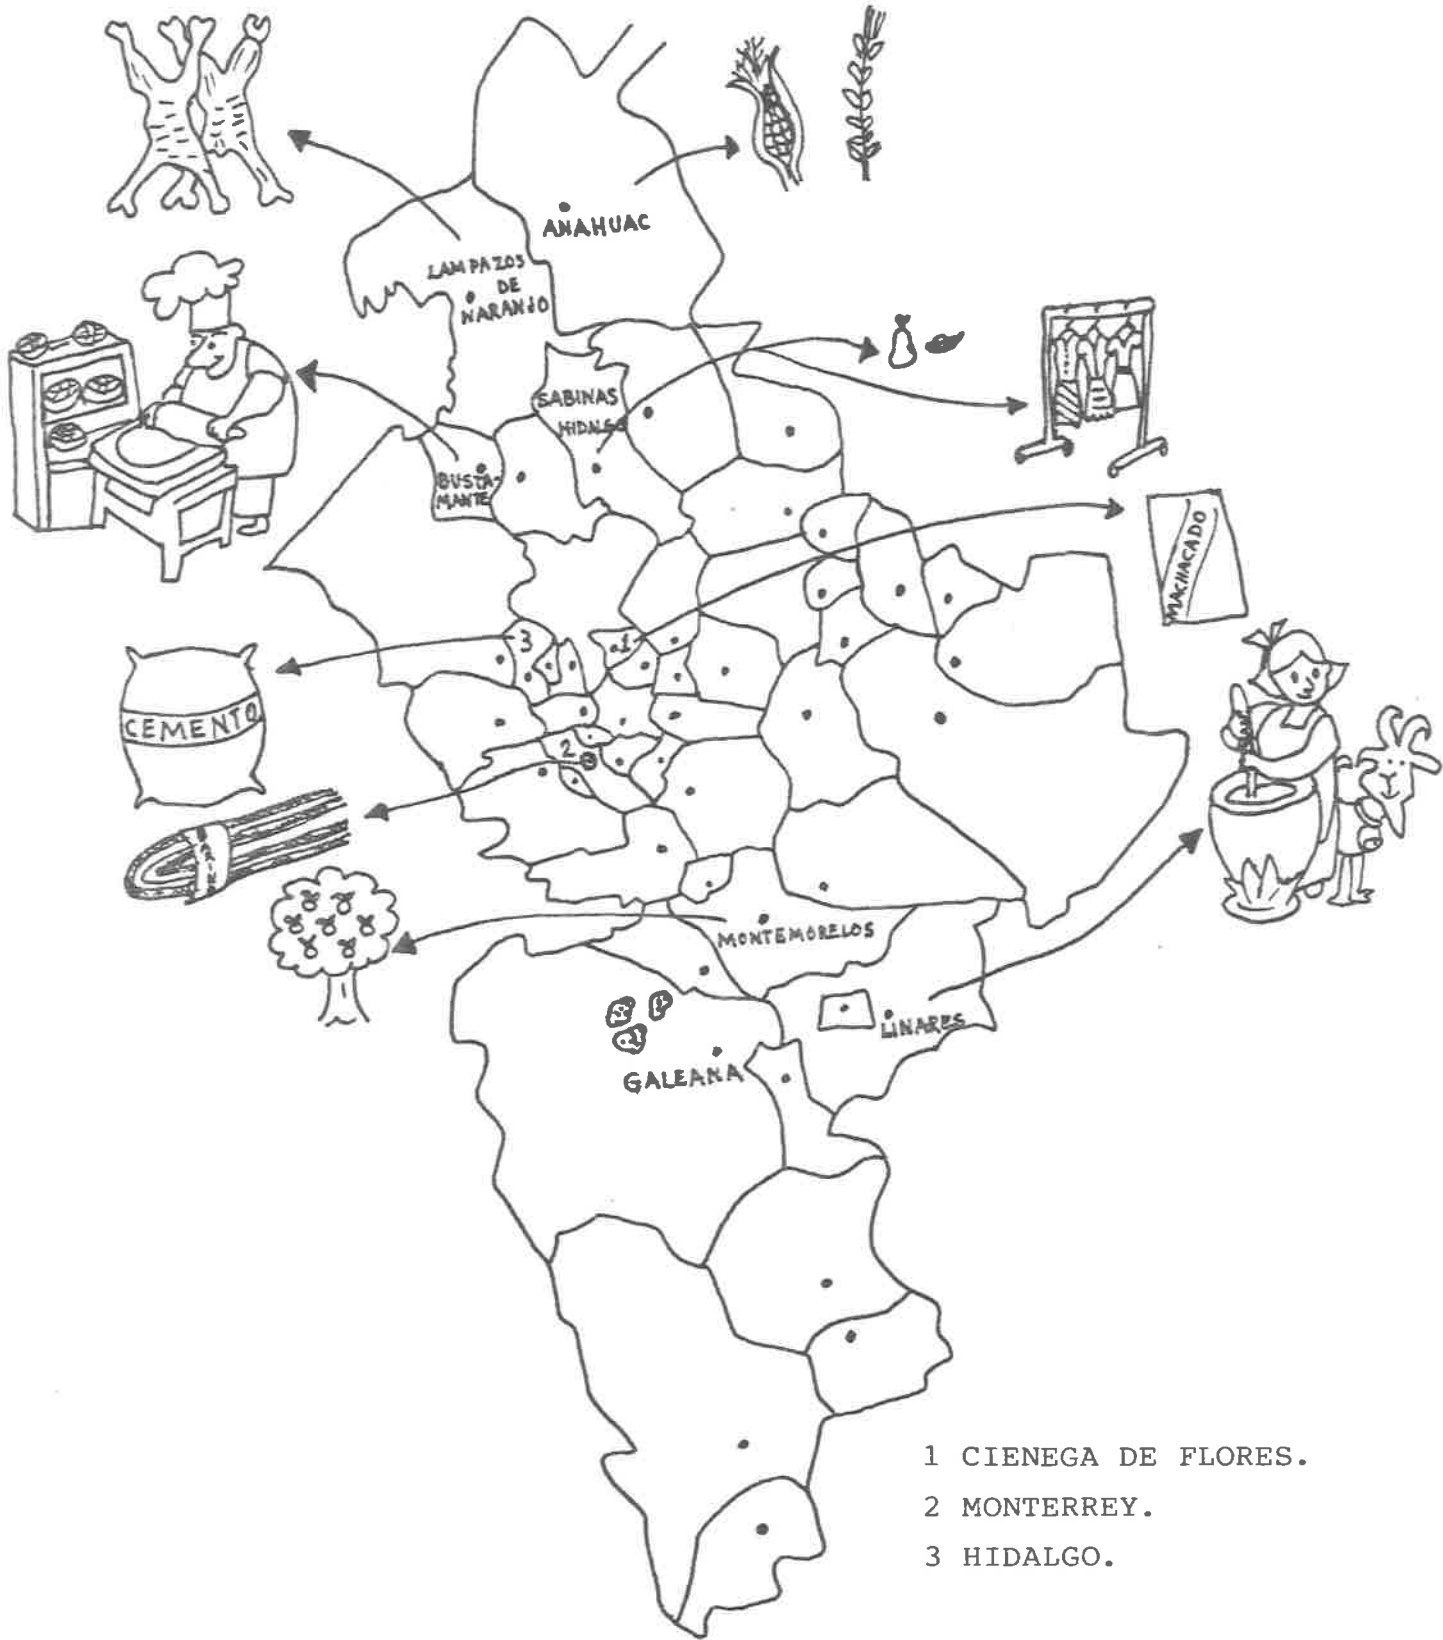 ANAHUAC
LAMPAZOS
DE
NARANJO
SABINAS
HIDALGO
BUSTA-
MANTE
MACHACADO
3
1
CEMENTO
2
MONTEMORELOS
LINARES
GALEANA
1 CIENEGA DE FLORES.
2 MONTERREY.
3 HIDALGO.